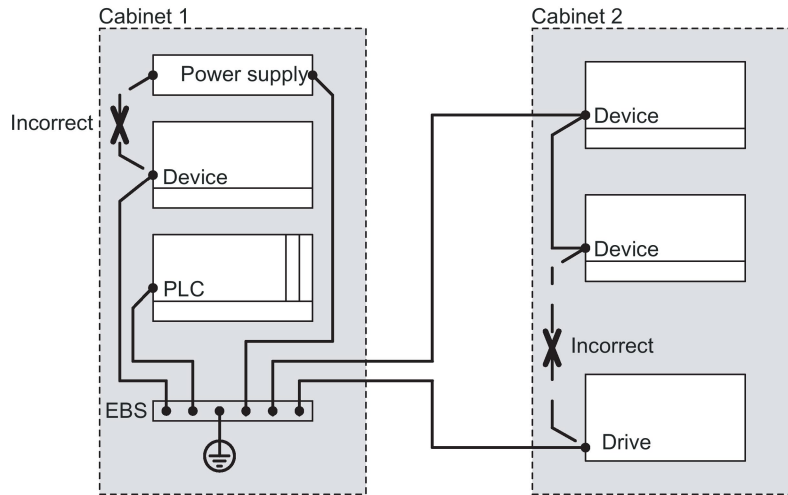 Cabinet 1
Power supply
Incorrect
Device
PLC
EBS
Cabinet 2
Device
Device
Incorrect
Drive